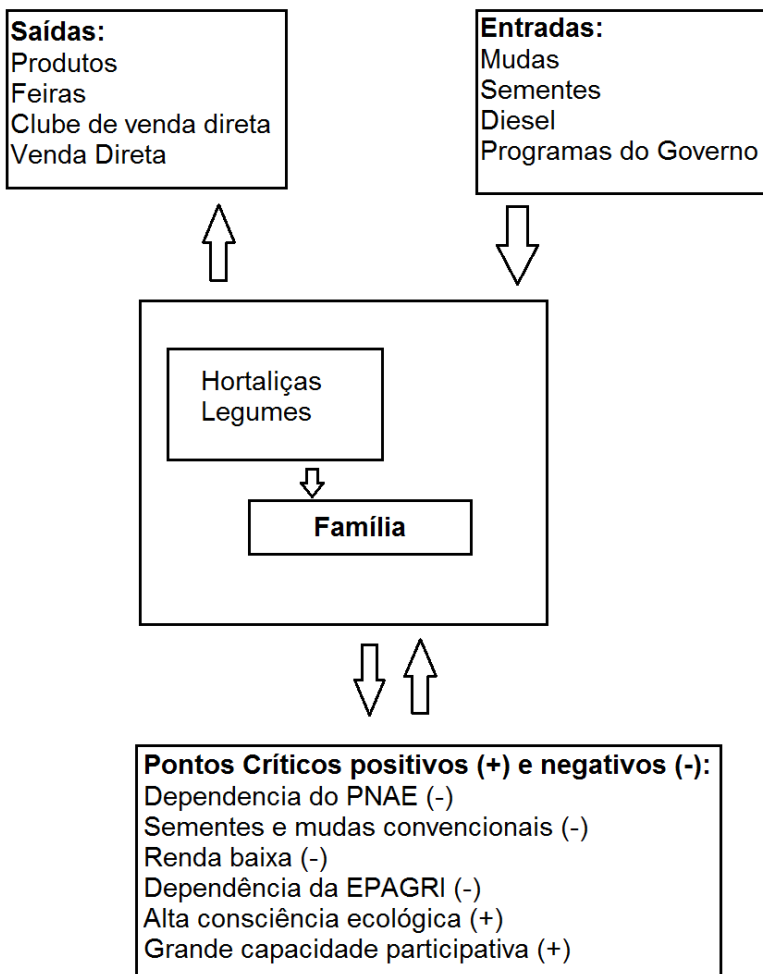 Saídas:
Produtos
Feiras
Clube de venda direta
Venda Direta
Entradas:
Mudas
Sementes
Diesel
Programas do Governo
Hortaliças
Legumes
Família
Pontos Críticos positivos (+) e negativos (-):
Dependencia do PNAE (-)
Sementes e mudas convencionais (-)
Renda baixa (-)
Dependência da EPAGRI (-)
Alta consciência ecológica (+)
Grande capacidade participativa (+)